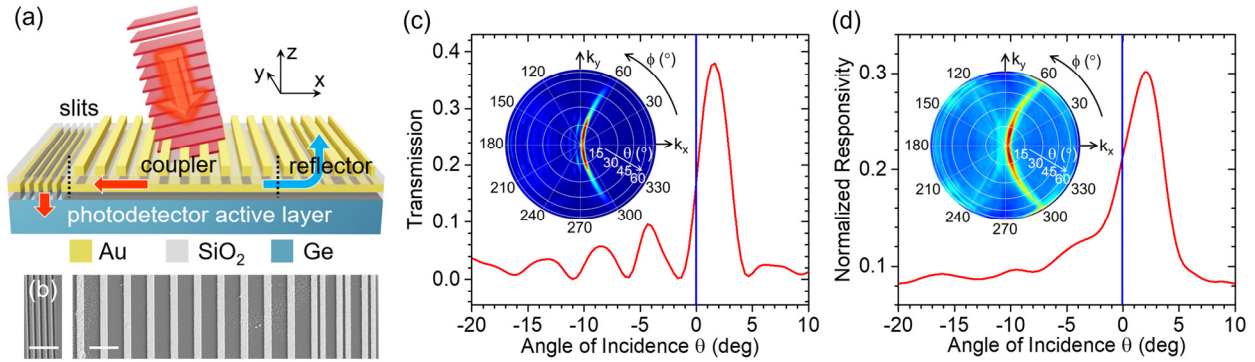 (a)
z
y
x
slits
coupler
reflector
photodetector active layer
Au
SiO₂
Ge
(b)
(c)
Transmission
0.4
0.3
0.2
0.1
0.0
-20
-15
-10
-5
0
5
10
Angle of Incidence θ (deg)
k_y
ϕ (°)
120
60
150
30
180
k_x
210
330
240
300
270
15
30
45
60
θ (°)
(d)
Normalized Responsivity
0.3
0.2
0.1
-20
-15
-10
-5
0
5
10
Angle of Incidence θ (deg)
k_y
ϕ (°)
120
60
150
30
180
k_x
210
330
240
300
270
15
30
45
60
θ (°)